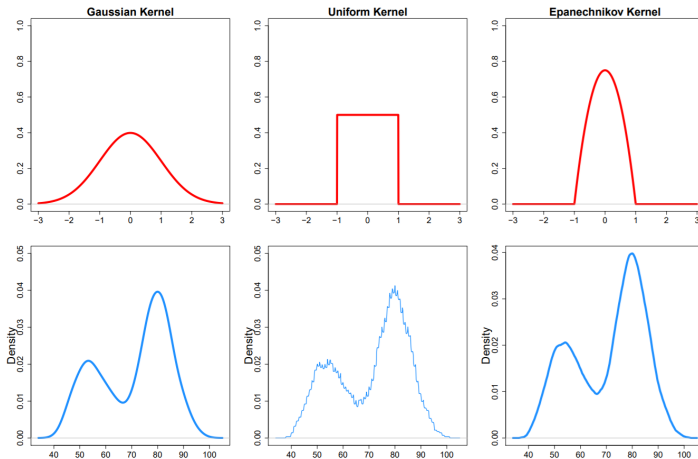 Gaussian Kernel
0.0 0.2 0.4 0.6 0.8 1.0
−3 −2 −1 0 1 2 3
Uniform Kernel
0.0 0.2 0.4 0.6 0.8 1.0
−3 −2 −1 0 1 2 3
Epanechnikov Kernel
0.0 0.2 0.4 0.6 0.8 1.0
−3 −2 −1 0 1 2 3
Density
0.00 0.01 0.02 0.03 0.04 0.05
40 50 60 70 80 90 100
Density
0.00 0.01 0.02 0.03 0.04 0.05
40 50 60 70 80 90 100
Density
0.00 0.01 0.02 0.03 0.04
40 50 60 70 80 90 100